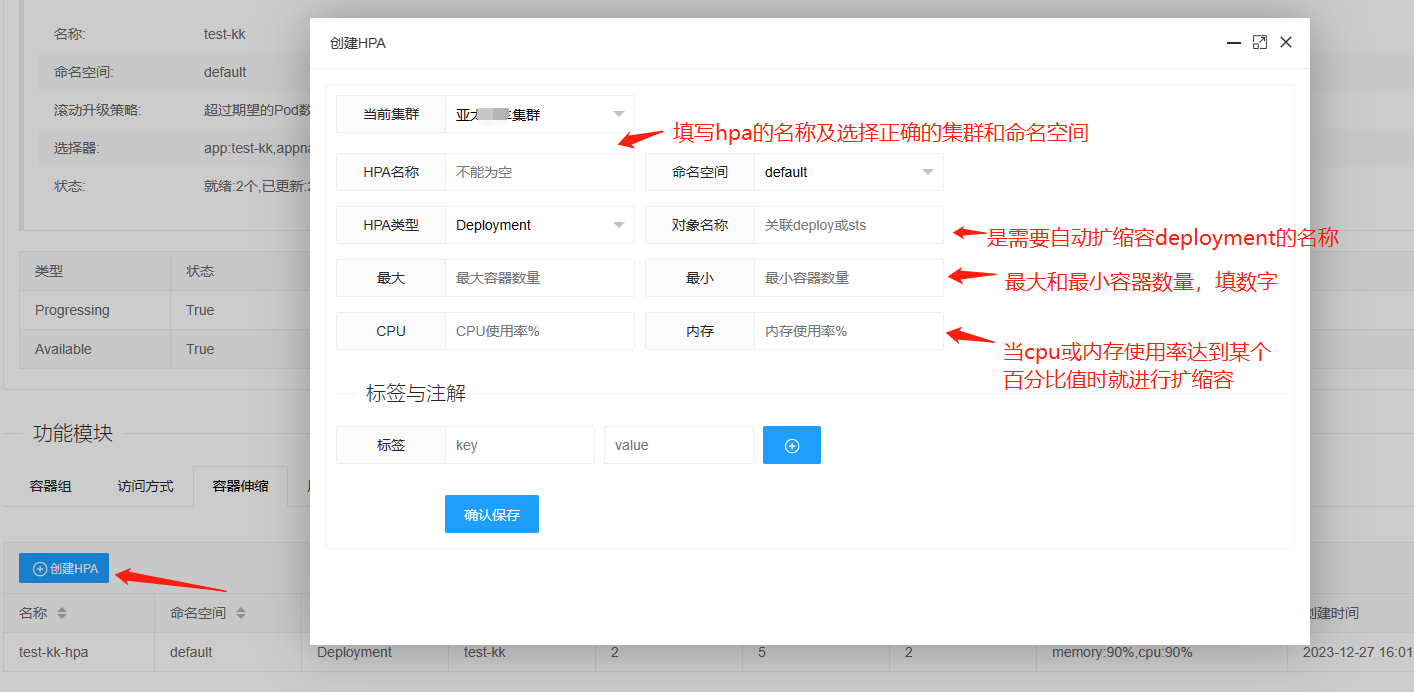 名称: test-kk
命名空间: default
滚动升级策略: 超过期望的Pod数
选择器: app:test-kk,appna
状态: 就绪:2个,已更新:2
类型 状态
Progressing True
Available True
功能模块
容器组 访问方式 容器伸缩
创建HPA
名称 命名空间 创建时间
test-kk-hpa default Deployment test-kk 2 5 2 memory:90%,cpu:90% 2023-12-27 16:01
创建HPA
当前集群 亚 集群
填写hpa的名称及选择正确的集群和命名空间
HPA名称 不能为空 命名空间 default
HPA类型 Deployment 对象名称 关联deploy或sts
是需要自动扩缩容deployment的名称
最大 最大容器数量 最小 最小容器数量
最大和最小容器数量，填数字
CPU CPU使用率% 内存 内存使用率%
当cpu或内存使用率达到某个
百分比值时就进行扩缩容
标签与注解
标签 key value
确认保存